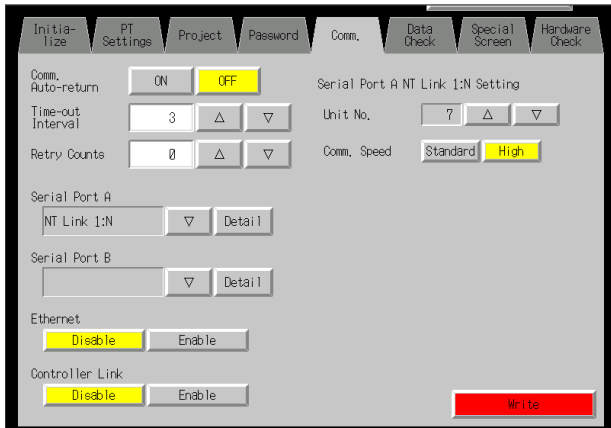 Initia-
lize
PT
Settings
Project
Password
Comm.
Data
Check
Special
Screen
Hardware
Check
Comm.
Auto-return
ON
OFF
Serial Port A NT Link 1:N Setting
Time-out
Interval
3
△
▽
Unit No.
7
△
▽
Retry Counts
0
△
▽
Comm. Speed
Standard
High
Serial Port A
NT Link 1:N
▽
Detail
Serial Port B
▽
Detail
Ethernet
Disable
Enable
Controller Link
Disable
Enable
Write